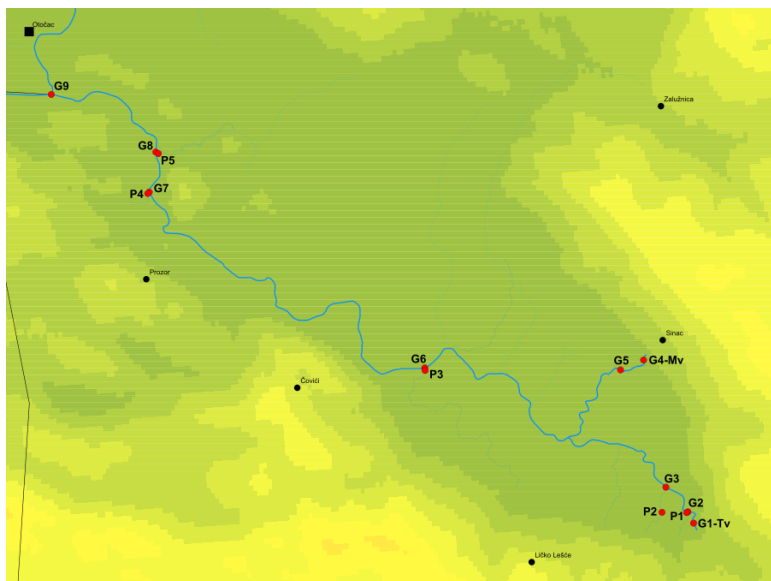 Otočac
G9
Zalužnica
G8
P5
G7
P4
Prozor
Sinac
G6
P3
G5
G4-Mv
Čovići
G3
G2
P2
P1
G1-Tv
Ličko Lešće